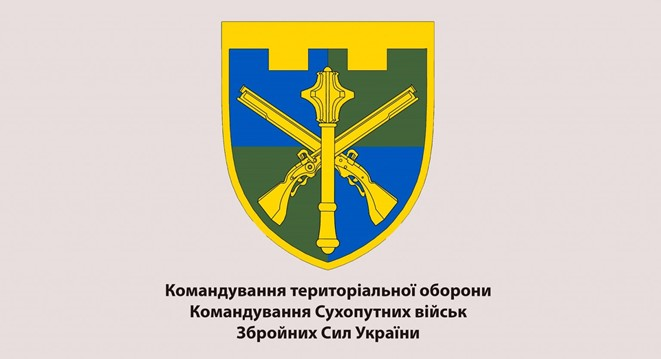 Командування територіальної оборони
Командування Сухопутних військ
Збройних Сил України